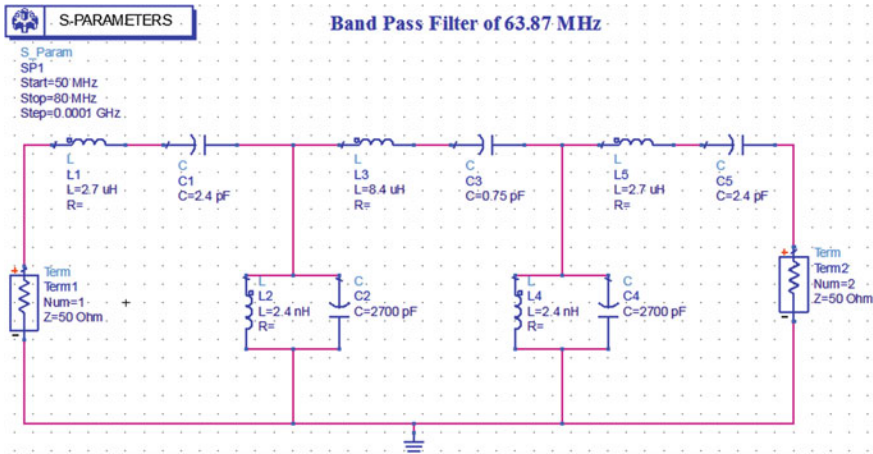 S-PARAMETERS
Band Pass Filter of 63.87 MHz
S_Param
SP1
Start=50 MHz
Stop=80 MHz
Step=0.0001 GHz
L
L1
L=2.7 uH
R=
C
C1
C=2.4 pF
L
L3
L=8.4 uH
R=
C
C3
C=0.75 pF
L
L5
L=2.7 uH
R=
C
C5
C=2.4 pF
+
Term
Term1
Num=1
Z=50 Ohm
-
L
L2
L=2.4 nH
R=
C
C2
C=2700 pF
L
L4
L=2.4 nH
R=
C
C4
C=2700 pF
+
Term
Term2
Num=2
Z=50 Ohm
-